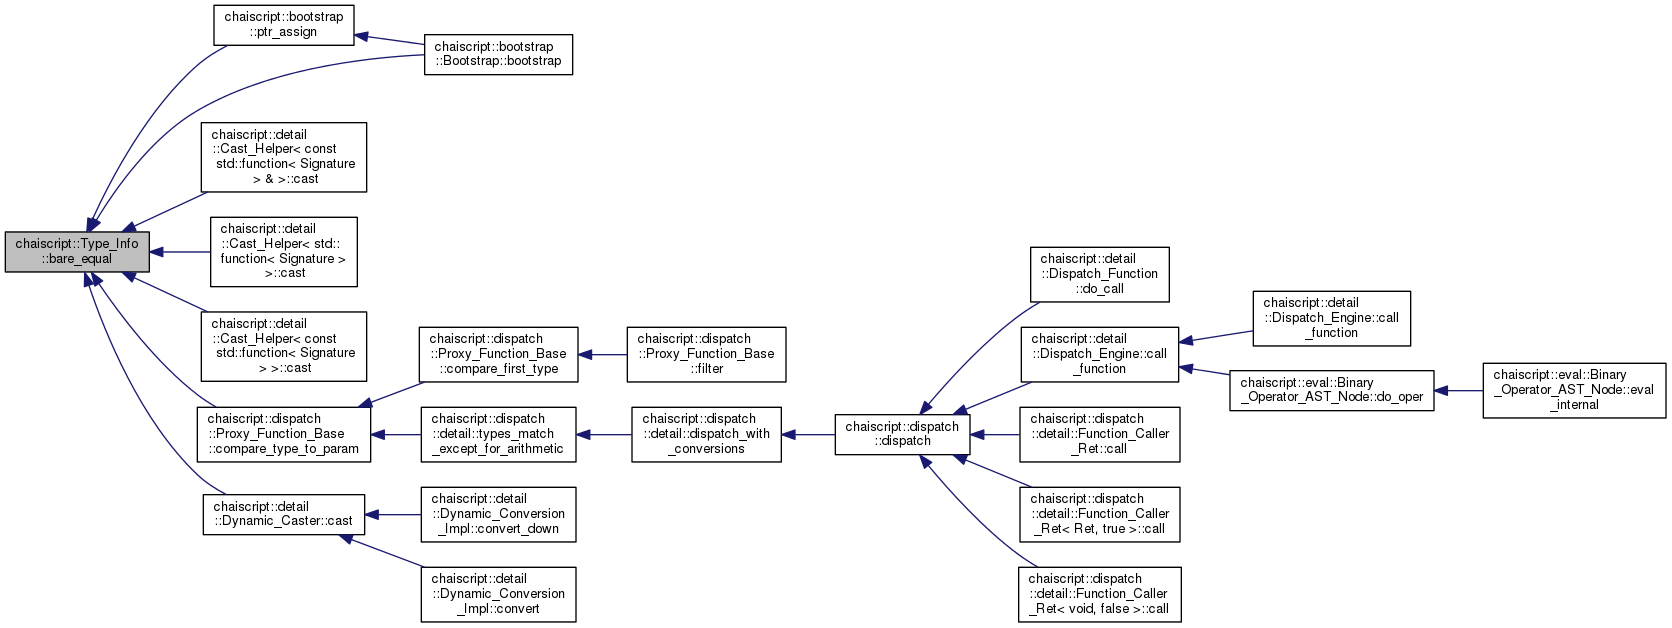 chaiscript::bootstrap
::ptr_assign
chaiscript::bootstrap
::Bootstrap::bootstrap
chaiscript::detail
::Cast_Helper< const
std::function< Signature
> & >::cast
chaiscript::Type_Info
::bare_equal
chaiscript::detail
::Cast_Helper< std::
function< Signature >
>::cast
chaiscript::detail
::Cast_Helper< const
std::function< Signature
> >::cast
chaiscript::dispatch
::Proxy_Function_Base
::compare_first_type
chaiscript::dispatch
::Proxy_Function_Base
::filter
chaiscript::dispatch
::Proxy_Function_Base
::compare_type_to_param
chaiscript::dispatch
::detail::types_match
_except_for_arithmetic
chaiscript::dispatch
::detail::dispatch_with
_conversions
chaiscript::dispatch
::dispatch
chaiscript::detail
::Dispatch_Function
::do_call
chaiscript::detail
::Dispatch_Engine::call
_function
chaiscript::detail
::Dispatch_Engine::call
_function
chaiscript::eval::Binary
_Operator_AST_Node::do_oper
chaiscript::eval::Binary
_Operator_AST_Node::eval
_internal
chaiscript::dispatch
::detail::Function_Caller
_Ret::call
chaiscript::dispatch
::detail::Function_Caller
_Ret< Ret, true >::call
chaiscript::dispatch
::detail::Function_Caller
_Ret< void, false >::call
chaiscript::detail
::Dynamic_Caster::cast
chaiscript::detail
::Dynamic_Conversion
_Impl::convert_down
chaiscript::detail
::Dynamic_Conversion
_Impl::convert